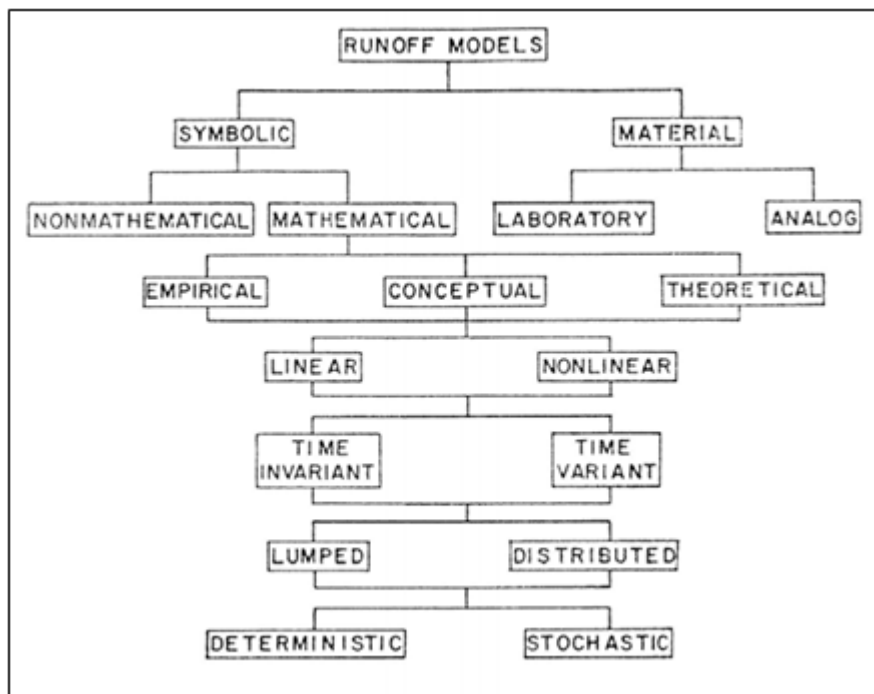 RUNOFF MODELS
SYMBOLIC
MATERIAL
NONMATHEMATICAL
MATHEMATICAL
LABORATORY
ANALOG
EMPIRICAL
CONCEPTUAL
THEORETICAL
LINEAR
NONLINEAR
TIME
INVARIANT
TIME
VARIANT
LUMPED
DISTRIBUTED
DETERMINISTIC
STOCHASTIC